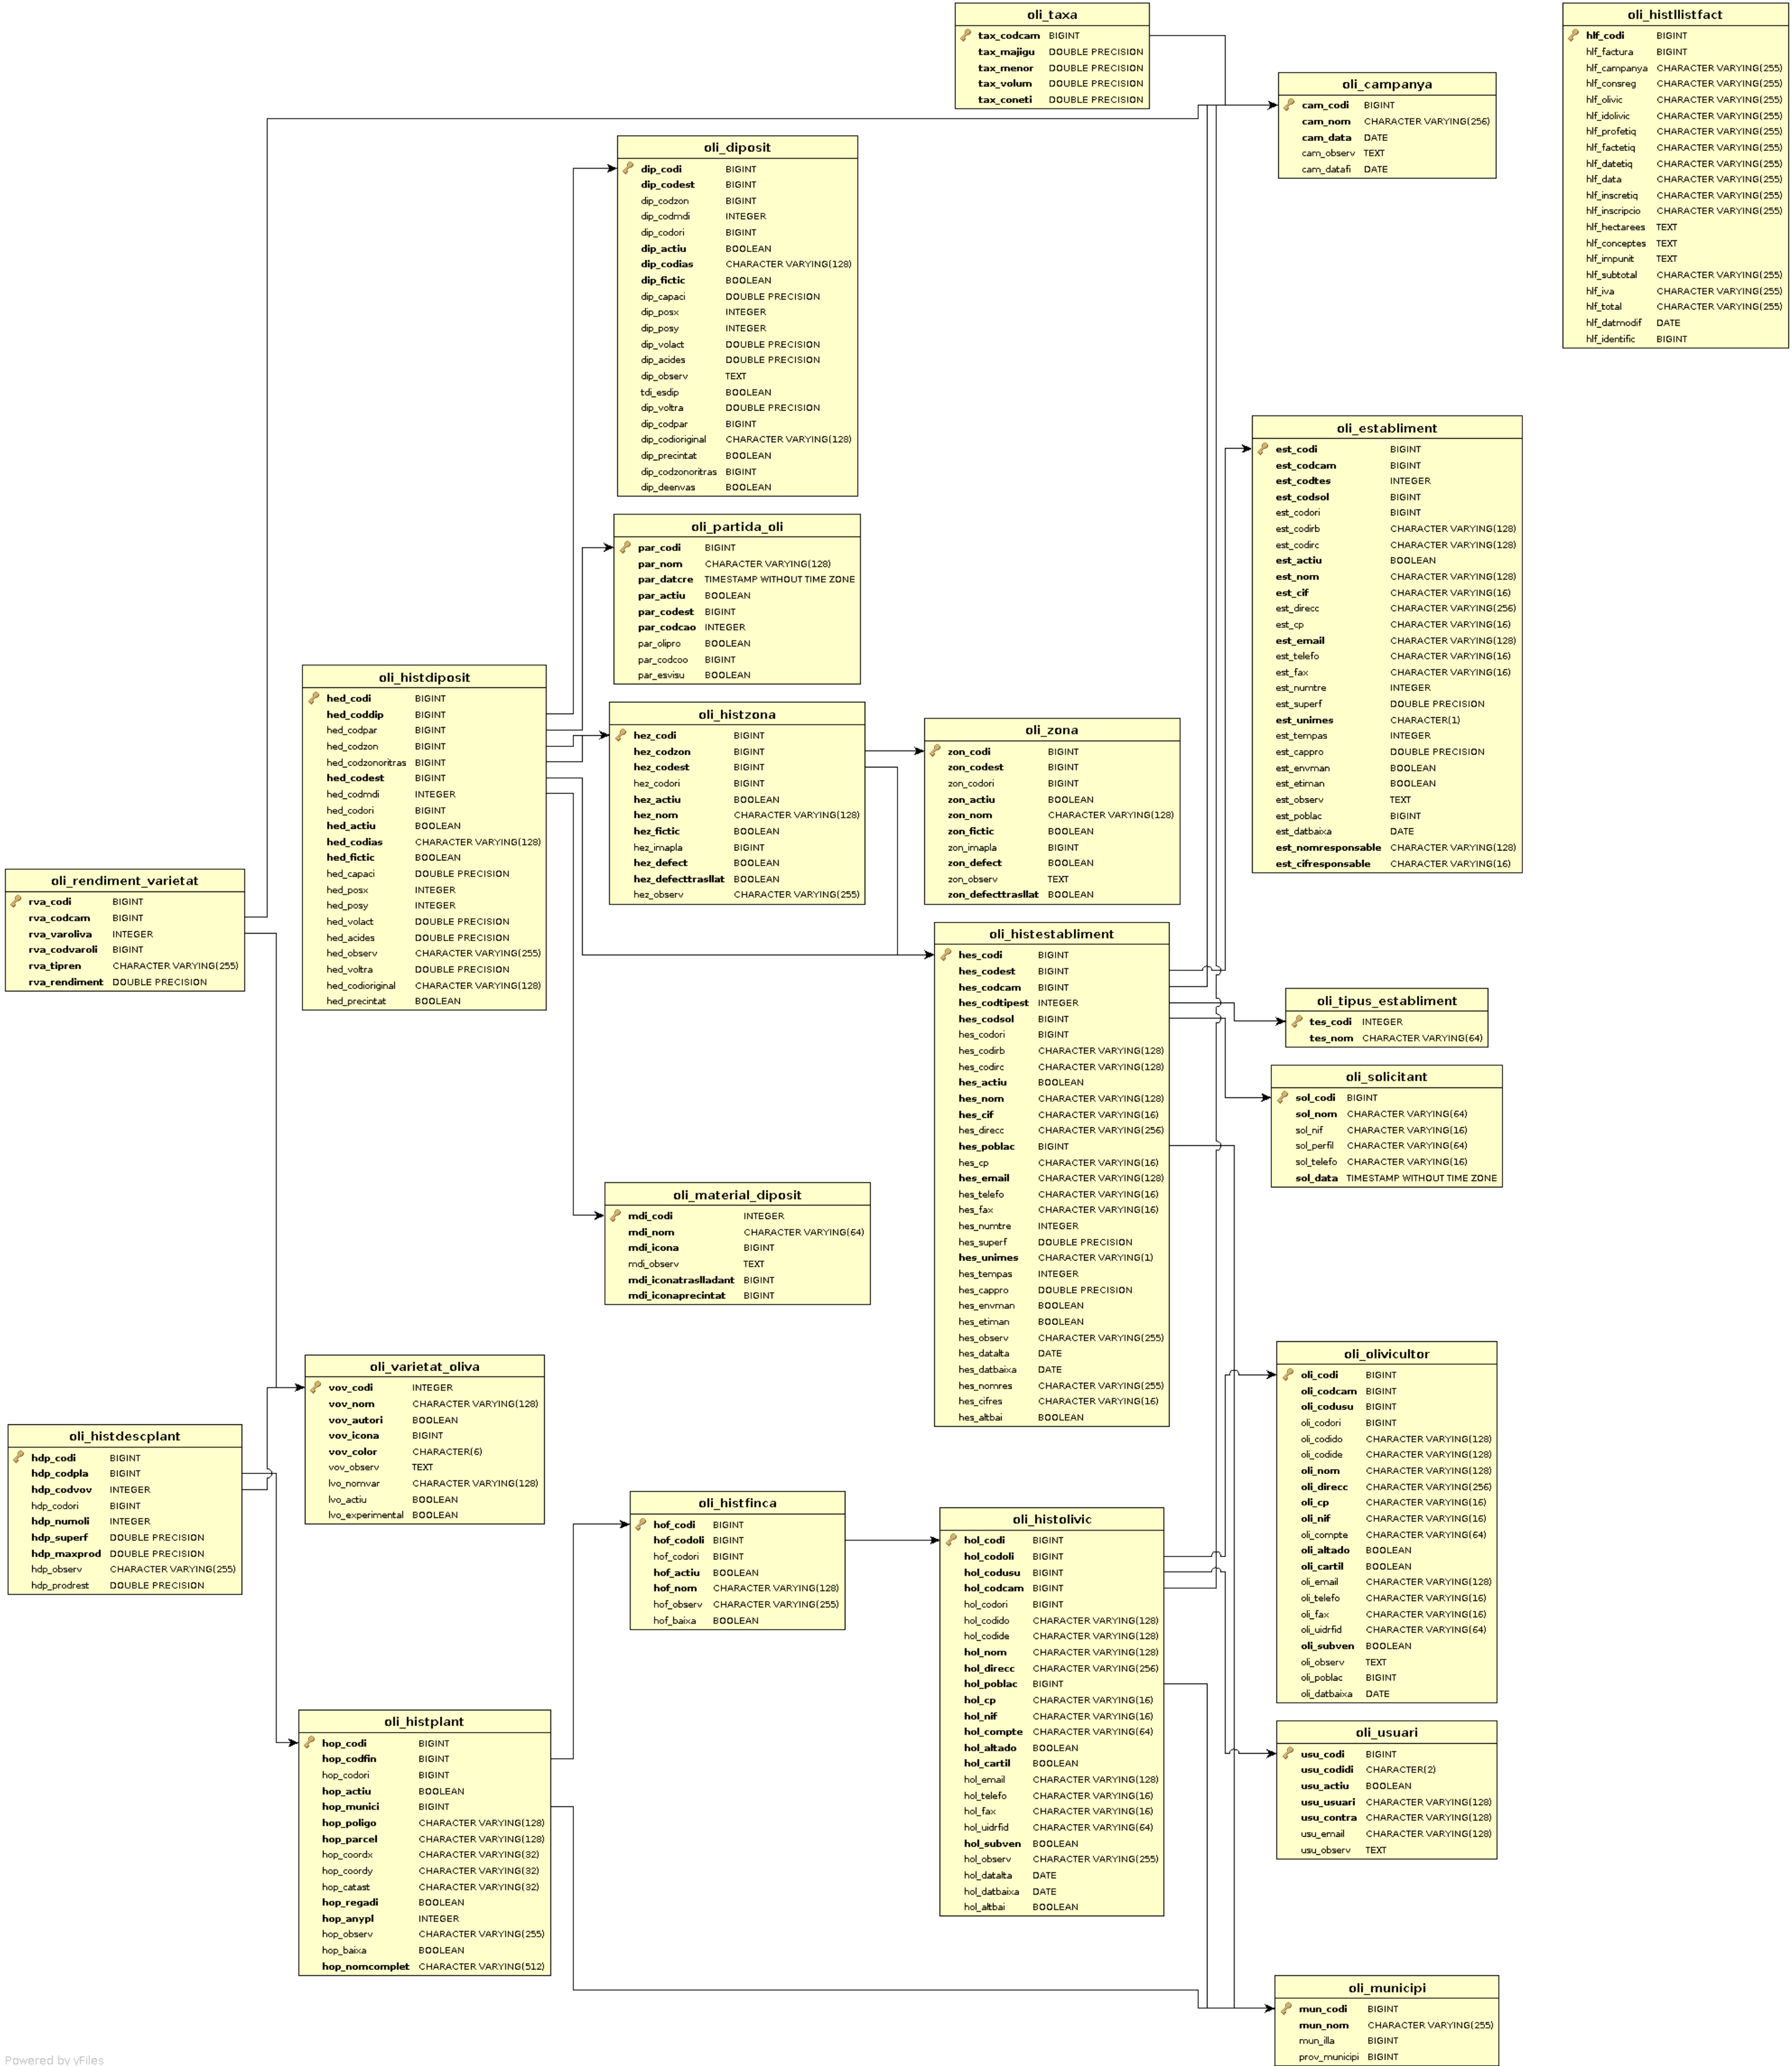 oli_taxa
tax_codcam BIGINT
tax_majigu DOUBLE PRECISION
tax_menor DOUBLE PRECISION
tax_volum DOUBLE PRECISION
tax_coneti DOUBLE PRECISION
oli_histllistfact
hlf_codi BIGINT
hlf_factura BIGINT
hlf_campanya CHARACTER VARYING(255)
hlf_consreg CHARACTER VARYING(255)
hlf_olivic CHARACTER VARYING(255)
hlf_idolivic CHARACTER VARYING(255)
hlf_profetiq CHARACTER VARYING(255)
hlf_factetiq CHARACTER VARYING(255)
hlf_datetiq CHARACTER VARYING(255)
hlf_data CHARACTER VARYING(255)
hlf_inscretiq CHARACTER VARYING(255)
hlf_inscripcio CHARACTER VARYING(255)
hlf_hectarees TEXT
hlf_conceptes TEXT
hlf_impunit TEXT
hlf_subtotal CHARACTER VARYING(255)
hlf_iva CHARACTER VARYING(255)
hlf_total CHARACTER VARYING(255)
hlf_datmodif DATE
hlf_identific BIGINT
oli_campanya
cam_codi BIGINT
cam_nom CHARACTER VARYING(256)
cam_data DATE
cam_observ TEXT
cam_datafi DATE
oli_diposit
dip_codi BIGINT
dip_codest BIGINT
dip_codzon BIGINT
dip_codmdi INTEGER
dip_codori BIGINT
dip_actiu BOOLEAN
dip_codias CHARACTER VARYING(128)
dip_fictic BOOLEAN
dip_capaci DOUBLE PRECISION
dip_posx INTEGER
dip_posy INTEGER
dip_volact DOUBLE PRECISION
dip_acides DOUBLE PRECISION
dip_observ TEXT
tdi_esdip BOOLEAN
dip_voltra DOUBLE PRECISION
dip_codpar BIGINT
dip_codioriginal CHARACTER VARYING(128)
dip_precintat BOOLEAN
dip_codzonoritras BIGINT
dip_deenvas BOOLEAN
oli_establiment
est_codi BIGINT
est_codcam BIGINT
est_codtes INTEGER
est_codsol BIGINT
est_codori BIGINT
est_codirb CHARACTER VARYING(128)
est_codirc CHARACTER VARYING(128)
est_actiu BOOLEAN
est_nom CHARACTER VARYING(128)
est_cif CHARACTER VARYING(16)
est_direcc CHARACTER VARYING(256)
est_cp CHARACTER VARYING(16)
est_email CHARACTER VARYING(128)
est_telefo CHARACTER VARYING(16)
est_fax CHARACTER VARYING(16)
est_numtre INTEGER
est_superf DOUBLE PRECISION
est_unimes CHARACTER(1)
est_tempas INTEGER
est_cappro DOUBLE PRECISION
est_envman BOOLEAN
est_etiman BOOLEAN
est_observ TEXT
est_poblac BIGINT
est_datbaixa DATE
est_nomresponsable CHARACTER VARYING(128)
est_cifresponsable CHARACTER VARYING(16)
oli_partida_oli
par_codi BIGINT
par_nom CHARACTER VARYING(128)
par_datcre TIMESTAMP WITHOUT TIME ZONE
par_actiu BOOLEAN
par_codest BIGINT
par_codcao INTEGER
par_olipro BOOLEAN
par_codcoo BIGINT
par_esvisu BOOLEAN
oli_histdiposit
hed_codi BIGINT
hed_coddip BIGINT
hed_codpar BIGINT
hed_codzon BIGINT
hed_codzonoritras BIGINT
hed_codest BIGINT
hed_codmdi INTEGER
hed_codori BIGINT
hed_actiu BOOLEAN
hed_codias CHARACTER VARYING(128)
hed_fictic BOOLEAN
hed_capaci DOUBLE PRECISION
hed_posx INTEGER
hed_posy INTEGER
hed_volact DOUBLE PRECISION
hed_acides DOUBLE PRECISION
hed_observ CHARACTER VARYING(255)
hed_voltra DOUBLE PRECISION
hed_codioriginal CHARACTER VARYING(128)
hed_precintat BOOLEAN
oli_histzona
hez_codi BIGINT
hez_codzon BIGINT
hez_codest BIGINT
hez_codori BIGINT
hez_actiu BOOLEAN
hez_nom CHARACTER VARYING(128)
hez_fictic BOOLEAN
hez_imapla BIGINT
hez_defect BOOLEAN
hez_defecttrasllat BOOLEAN
hez_observ CHARACTER VARYING(255)
oli_zona
zon_codi BIGINT
zon_codest BIGINT
zon_codori BIGINT
zon_actiu BOOLEAN
zon_nom CHARACTER VARYING(128)
zon_fictic BOOLEAN
zon_imapla BIGINT
zon_defect BOOLEAN
zon_observ TEXT
zon_defecttrasllat BOOLEAN
oli_rendiment_varietat
rva_codi BIGINT
rva_codcam BIGINT
rva_varoliva INTEGER
rva_codvaroli BIGINT
rva_tipren CHARACTER VARYING(255)
rva_rendiment DOUBLE PRECISION
oli_histestabliment
hes_codi BIGINT
hes_codest BIGINT
hes_codcam BIGINT
hes_codtipest INTEGER
hes_codsol BIGINT
hes_codori BIGINT
hes_codirb CHARACTER VARYING(128)
hes_codirc CHARACTER VARYING(128)
hes_actiu BOOLEAN
hes_nom CHARACTER VARYING(128)
hes_cif CHARACTER VARYING(16)
hes_direcc CHARACTER VARYING(256)
hes_poblac BIGINT
hes_cp CHARACTER VARYING(16)
hes_email CHARACTER VARYING(128)
hes_telefo CHARACTER VARYING(16)
hes_fax CHARACTER VARYING(16)
hes_numtre INTEGER
hes_superf DOUBLE PRECISION
hes_unimes CHARACTER VARYING(1)
hes_tempas INTEGER
hes_cappro DOUBLE PRECISION
hes_envman BOOLEAN
hes_etiman BOOLEAN
hes_observ CHARACTER VARYING(255)
hes_datalta DATE
hes_datbaixa DATE
hes_nomres CHARACTER VARYING(255)
hes_cifres CHARACTER VARYING(16)
hes_altbai BOOLEAN
oli_tipus_establiment
tes_codi INTEGER
tes_nom CHARACTER VARYING(64)
oli_solicitant
sol_codi BIGINT
sol_nom CHARACTER VARYING(64)
sol_nif CHARACTER VARYING(16)
sol_perfil CHARACTER VARYING(64)
sol_telefo CHARACTER VARYING(16)
sol_data TIMESTAMP WITHOUT TIME ZONE
oli_material_diposit
mdi_codi INTEGER
mdi_nom CHARACTER VARYING(64)
mdi_icona BIGINT
mdi_observ TEXT
mdi_iconatraslladant BIGINT
mdi_iconaprecintat BIGINT
oli_varietat_oliva
vov_codi INTEGER
vov_nom CHARACTER VARYING(128)
vov_autori BOOLEAN
vov_icona BIGINT
vov_color CHARACTER(6)
vov_observ TEXT
lvo_nomvar CHARACTER VARYING(128)
lvo_actiu BOOLEAN
lvo_experimental BOOLEAN
oli_olivicultor
oli_codi BIGINT
oli_codcam BIGINT
oli_codusu BIGINT
oli_codori BIGINT
oli_codido CHARACTER VARYING(128)
oli_codide CHARACTER VARYING(128)
oli_nom CHARACTER VARYING(128)
oli_direcc CHARACTER VARYING(256)
oli_cp CHARACTER VARYING(16)
oli_nif CHARACTER VARYING(16)
oli_compte CHARACTER VARYING(64)
oli_altado BOOLEAN
oli_cartil BOOLEAN
oli_email CHARACTER VARYING(128)
oli_telefo CHARACTER VARYING(16)
oli_fax CHARACTER VARYING(16)
oli_uidrfid CHARACTER VARYING(64)
oli_subven BOOLEAN
oli_observ TEXT
oli_poblac BIGINT
oli_datbaixa DATE
oli_histdescplant
hdp_codi BIGINT
hdp_codpla BIGINT
hdp_codvov INTEGER
hdp_codori BIGINT
hdp_numoli INTEGER
hdp_superf DOUBLE PRECISION
hdp_maxprod DOUBLE PRECISION
hdp_observ CHARACTER VARYING(255)
hdp_prodrest DOUBLE PRECISION
oli_histfinca
hof_codi BIGINT
hof_codoli BIGINT
hof_codori BIGINT
hof_actiu BOOLEAN
hof_nom CHARACTER VARYING(128)
hof_observ CHARACTER VARYING(255)
hof_baixa BOOLEAN
oli_histolivic
hol_codi BIGINT
hol_codoli BIGINT
hol_codusu BIGINT
hol_codcam BIGINT
hol_codori BIGINT
hol_codido CHARACTER VARYING(128)
hol_codide CHARACTER VARYING(128)
hol_nom CHARACTER VARYING(128)
hol_direcc CHARACTER VARYING(256)
hol_poblac BIGINT
hol_cp CHARACTER VARYING(16)
hol_nif CHARACTER VARYING(16)
hol_compte CHARACTER VARYING(64)
hol_altado BOOLEAN
hol_cartil BOOLEAN
hol_email CHARACTER VARYING(128)
hol_telefo CHARACTER VARYING(16)
hol_fax CHARACTER VARYING(16)
hol_uidrfid CHARACTER VARYING(64)
hol_subven BOOLEAN
hol_observ CHARACTER VARYING(255)
hol_datalta DATE
hol_datbaixa DATE
hol_altbai BOOLEAN
oli_histplant
hop_codi BIGINT
hop_codfin BIGINT
hop_codori BIGINT
hop_actiu BOOLEAN
hop_munici BIGINT
hop_poligo CHARACTER VARYING(128)
hop_parcel CHARACTER VARYING(128)
hop_coordx CHARACTER VARYING(32)
hop_coordy CHARACTER VARYING(32)
hop_catast CHARACTER VARYING(32)
hop_regadi BOOLEAN
hop_anypl INTEGER
hop_observ CHARACTER VARYING(255)
hop_baixa BOOLEAN
hop_nomcomplet CHARACTER VARYING(512)
oli_usuari
usu_codi BIGINT
usu_codidi CHARACTER(2)
usu_actiu BOOLEAN
usu_usuari CHARACTER VARYING(128)
usu_contra CHARACTER VARYING(128)
usu_email CHARACTER VARYING(128)
usu_observ TEXT
oli_municipi
mun_codi BIGINT
mun_nom CHARACTER VARYING(255)
mun_illa BIGINT
prov_municipi BIGINT
Powered by yFiles